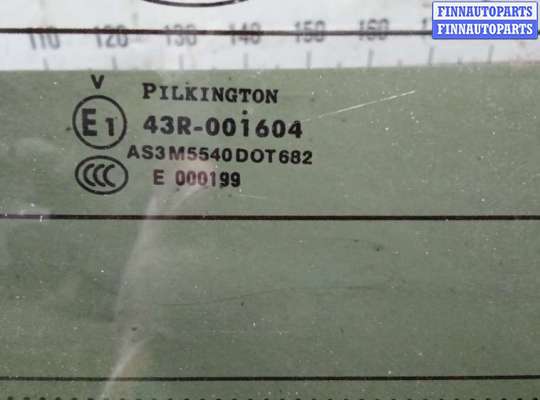 FINNAUTOPARTS
FINNAUTOPARTS
110 120 130 140 150 160
V PILKINGTON
E1 43R-001604
AS3 M5540 DOT682
CCC E 000199